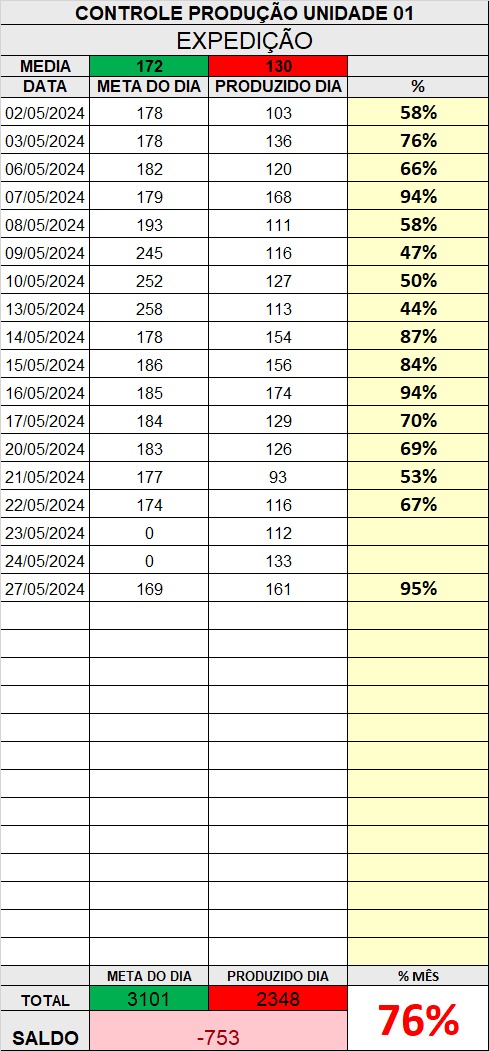 CONTROLE PRODUÇÃO UNIDADE 01
EXPEDIÇÃO
MEDIA 172 130
DATA META DO DIA PRODUZIDO DIA %
02/05/2024 178 103 58%
03/05/2024 178 136 76%
06/05/2024 182 120 66%
07/05/2024 179 168 94%
08/05/2024 193 111 58%
09/05/2024 245 116 47%
10/05/2024 252 127 50%
13/05/2024 258 113 44%
14/05/2024 178 154 87%
15/05/2024 186 156 84%
16/05/2024 185 174 94%
17/05/2024 184 129 70%
20/05/2024 183 126 69%
21/05/2024 177 93 53%
22/05/2024 174 116 67%
23/05/2024 0 112
24/05/2024 0 133
27/05/2024 169 161 95%
META DO DIA PRODUZIDO DIA % MÊS
TOTAL 3101 2348 76%
SALDO -753